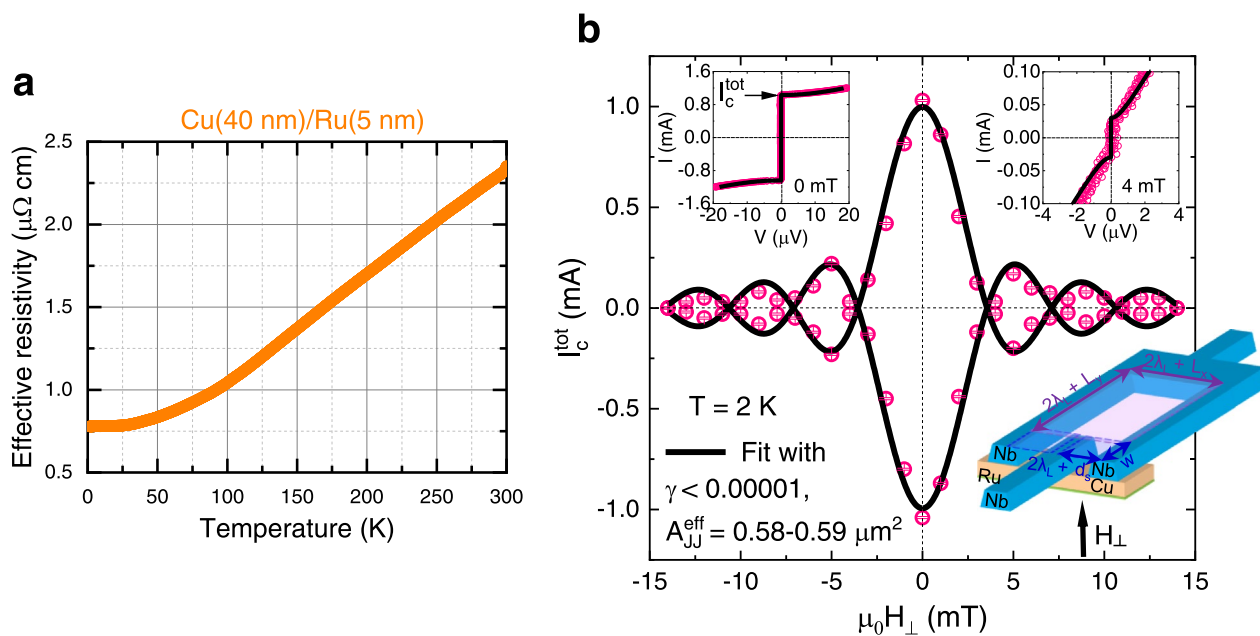 a
Cu(40 nm)/Ru(5 nm)
Effective resistivity (μΩ cm)
2.5
2.0
1.5
1.0
0.5
0 50 100 150 200 250 300
Temperature (K)
b
I_c^tot (mA)
1.0
0.5
0.0
-0.5
-1.0
-15 -10 -5 0 5 10 15
μ₀H⊥ (mT)
I (mA)
1.6
0.8
0.0
-0.8
-1.6
I_c^tot
0 mT
-20 0 20
V (μV)
I (mA)
0.10
0.05
0.00
-0.05
-0.10
4 mT
-4 -2 0 2 4
V (μV)
T = 2 K
Fit with
γ < 0.00001,
A_JJ^eff = 0.58-0.59 μm²
2λ_L + L_y
2λ_L + L_x
2λ_L + d_s
w
Nb
Nb
Ru
Cu
Nb
H⊥